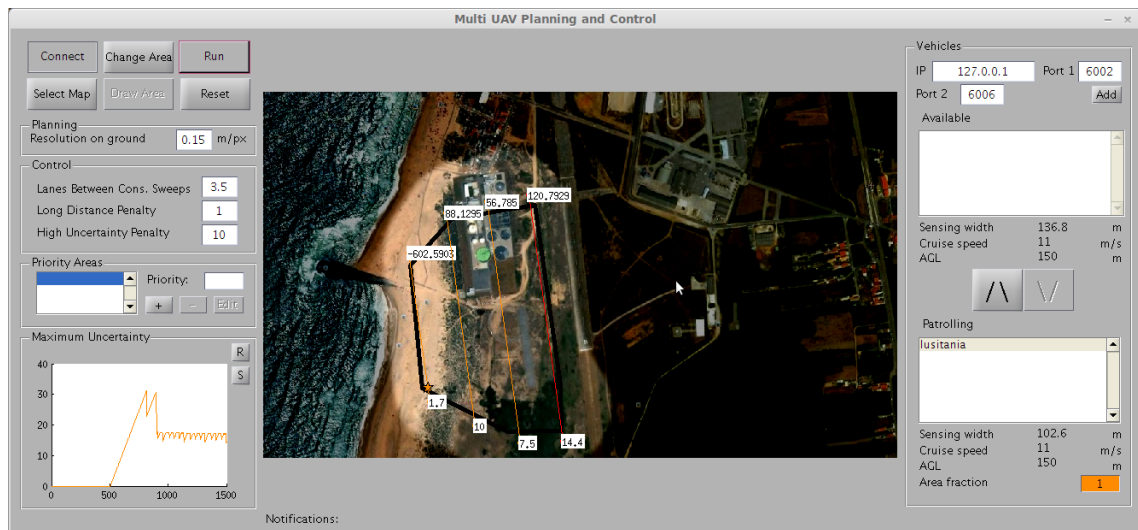 Multi UAV Planning and Control
Connect
Change Area
Run
Select Map
Draw Area
Reset
Planning
Resolution on ground 0.15 m/px
Control
Lanes Between Cons. Sweeps 3.5
Long Distance Penalty 1
High Uncertainty Penalty 10
Priority Areas
Priority:
+
-
Edit
Maximum Uncertainty
R
S
40
30
20
10
0
0 500 1000 1500
120.7929
56.785
88.1295
-602.5903
1.7
10
7.5
14.4
Notifications:
Vehicles
IP 127.0.0.1 Port 1 6002
Port 2 6006 Add
Available
Sensing width 136.8 m
Cruise speed 11 m/s
AGL 150 m
/\
\/
Patrolling
lusitania
Sensing width 102.6 m
Cruise speed 11 m/s
AGL 150 m
Area fraction 1